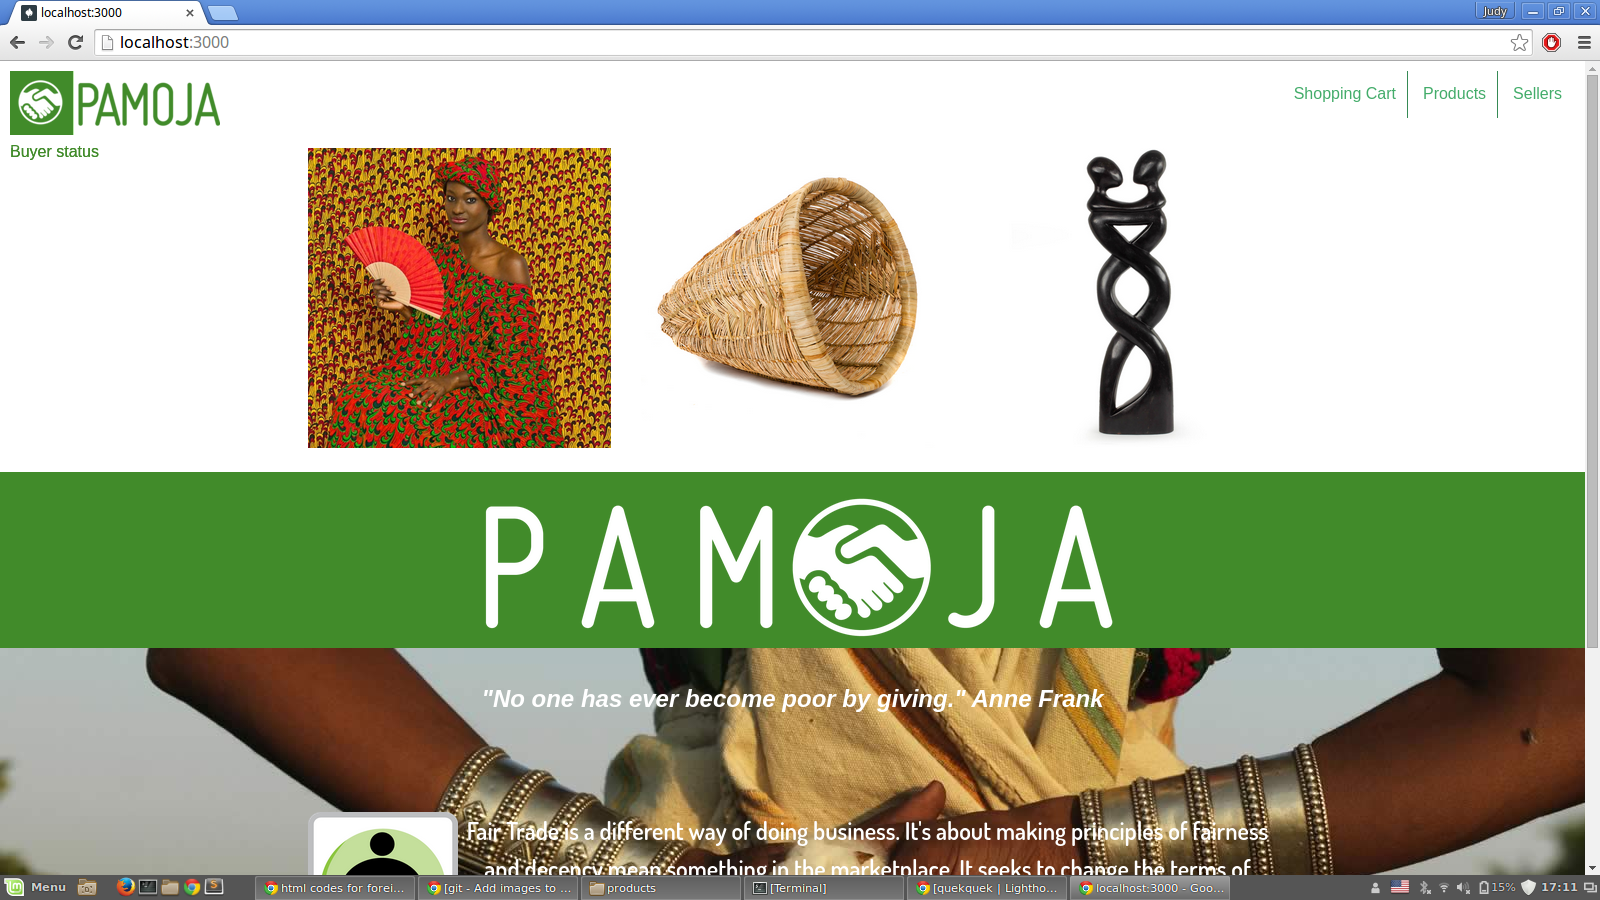 localhost:3000
Judy
localhost:3000
PAMOJA
Shopping Cart
Products
Sellers
Buyer status
PAMOJA
"No one has ever become poor by giving." Anne Frank
Fair Trade is a different way of doing business. It's about making principles of fairness
and decency mean something in the marketplace. It seeks to change the terms of
Menu
html codes for forei...
[git - Add images to ...
products
[Terminal]
[quekquek | Lightho...
localhost:3000 - Goo...
15%
17:11